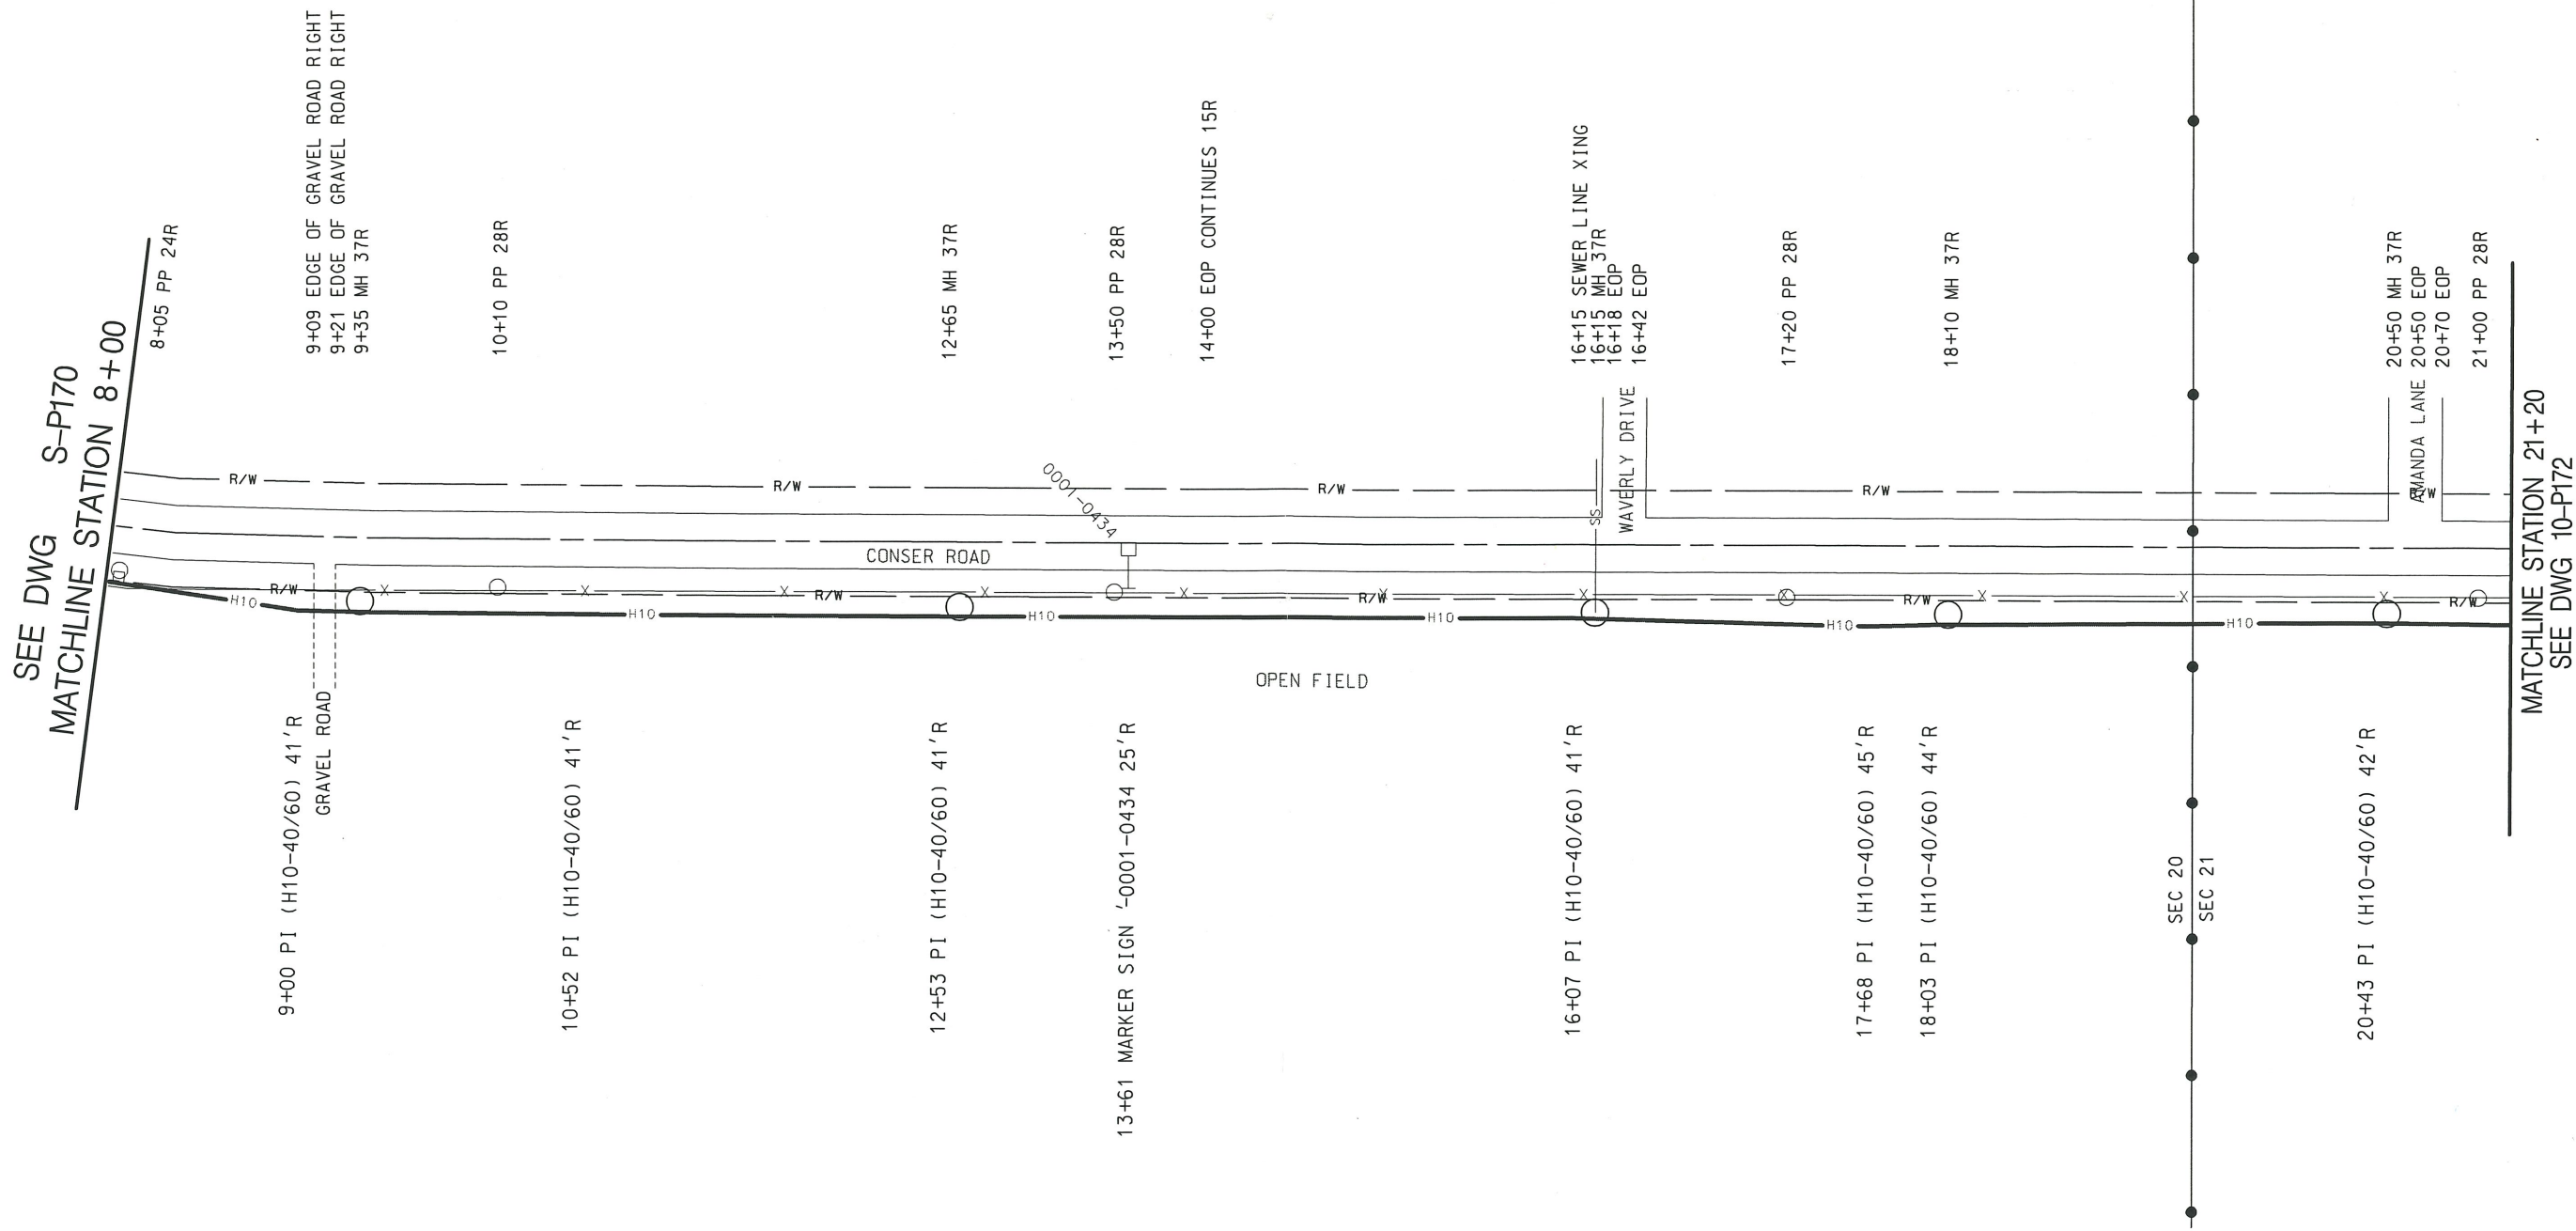 SEE DWG S-P170
MATCHLINE STATION 8+00
8+05 PP 24R
9+09 EDGE OF GRAVEL ROAD RIGHT
9+21 EDGE OF GRAVEL ROAD RIGHT
9+35 MH 37R
10+10 PP 28R
12+65 MH 37R
13+50 PP 28R
14+00 EOP CONTINUES 15R
16+15 SEWER LINE XING
16+15 MH 37R
16+18 EOP
16+42 EOP
17+20 PP 28R
18+10 MH 37R
20+50 MH 37R
20+50 EOP
20+70 EOP
21+00 PP 28R
WAVERLY DRIVE
AMANDA LANE
R/W
R/W
R/W
R/W
R/W
0001-0434
SS
CONSER ROAD
R/W
R/W
R/W
R/W
R/W
X
X
X
X
X
X
X
X
X
X
X
H10
H10
H10
H10
H10
H10
OPEN FIELD
9+00 PI (H10-40/60) 41'R
GRAVEL ROAD
10+52 PI (H10-40/60) 41'R
12+53 PI (H10-40/60) 41'R
13+61 MARKER SIGN '-0001-0434 25'R
16+07 PI (H10-40/60) 41'R
17+68 PI (H10-40/60) 45'R
18+03 PI (H10-40/60) 44'R
SEC 20
SEC 21
20+43 PI (H10-40/60) 42'R
MATCHLINE STATION 21+20
SEE DWG 10-P172